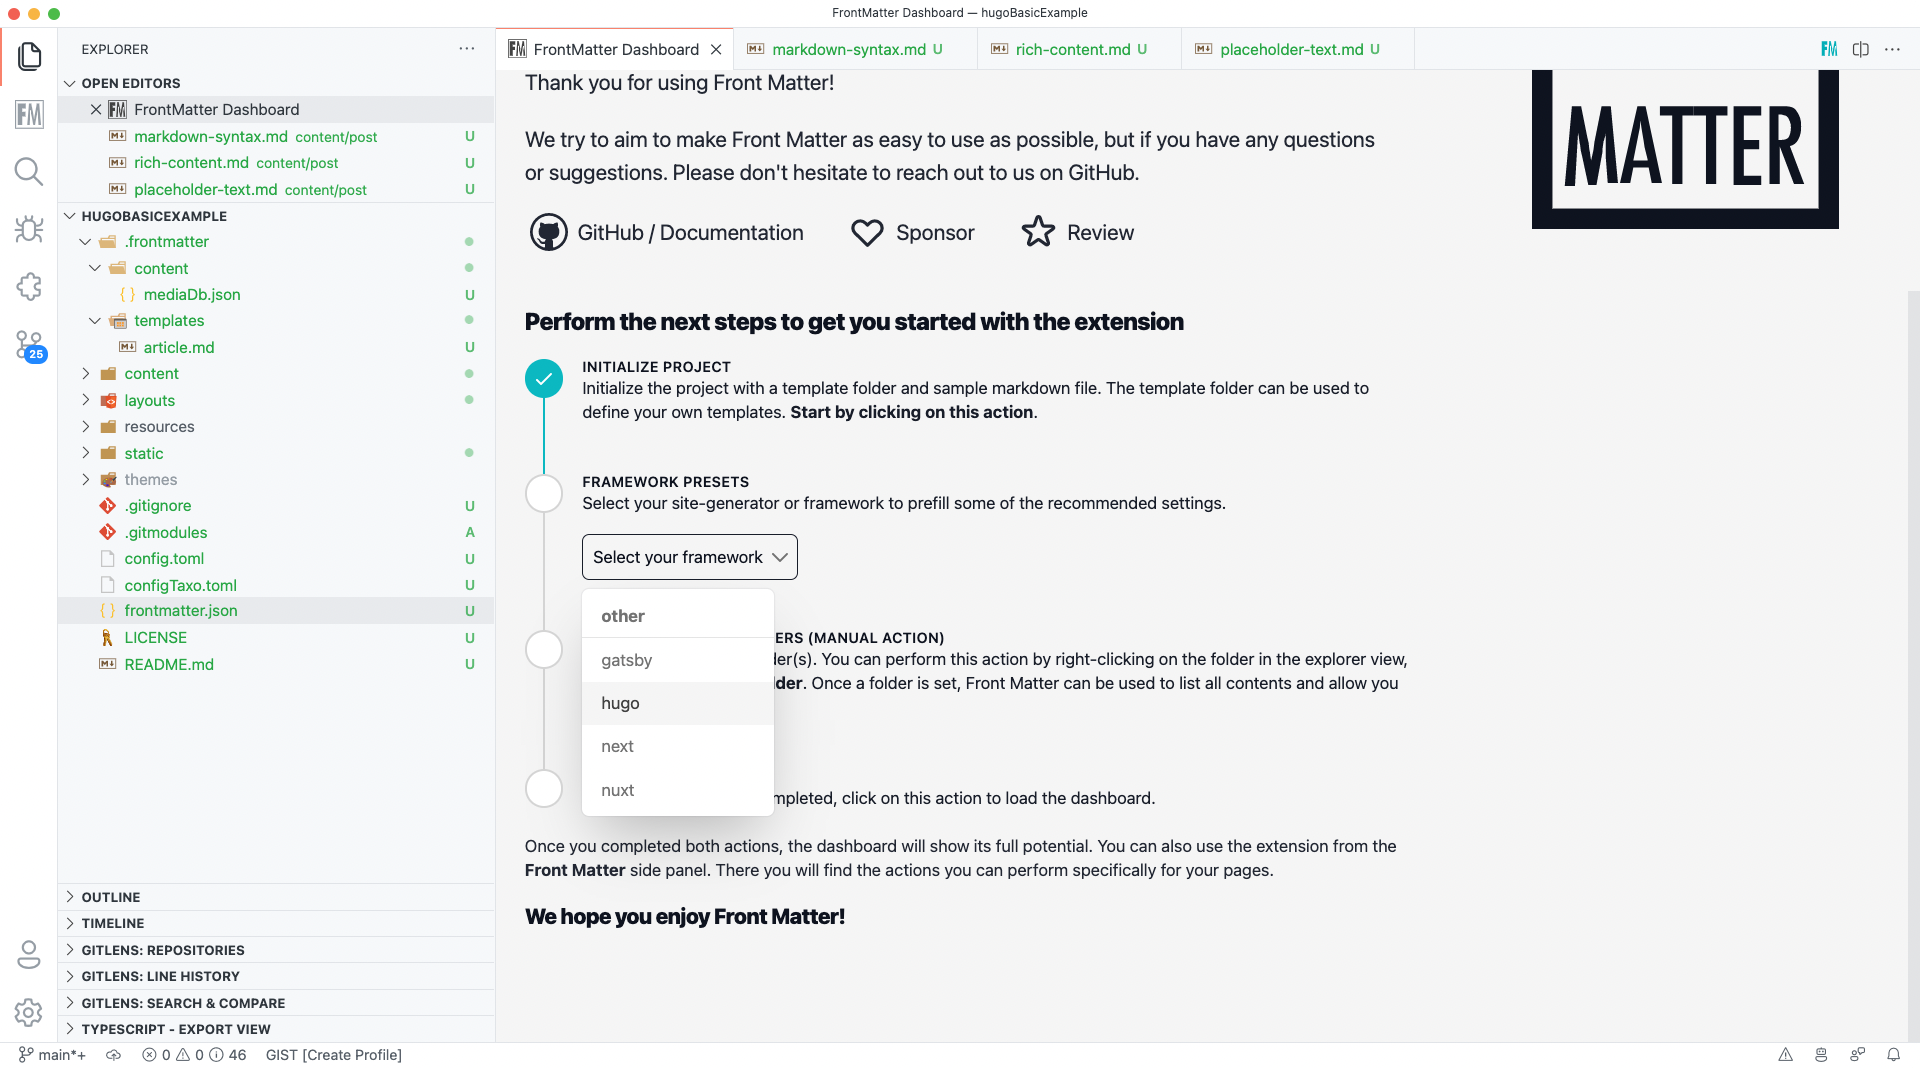 FrontMatter Dashboard — hugoBasicExample
EXPLORER
OPEN EDITORS
FM FrontMatter Dashboard
markdown-syntax.md content/post U
rich-content.md content/post U
placeholder-text.md content/post U
HUGOBASICEXAMPLE
.frontmatter
content
{ } mediaDb.json U
templates
article.md U
content
layouts
resources
static
themes
.gitignore U
.gitmodules A
config.toml U
configTaxo.toml U
{ } frontmatter.json U
LICENSE U
README.md U
FM
25
OUTLINE
TIMELINE
GITLENS: REPOSITORIES
GITLENS: LINE HISTORY
GITLENS: SEARCH & COMPARE
TYPESCRIPT - EXPORT VIEW
FM FrontMatter Dashboard
markdown-syntax.md U
rich-content.md U
placeholder-text.md U
FM
Thank you for using Front Matter!
We try to aim to make Front Matter as easy to use as possible, but if you have any questions
or suggestions. Please don't hesitate to reach out to us on GitHub.
MATTER
GitHub / Documentation
Sponsor
Review
Perform the next steps to get you started with the extension
INITIALIZE PROJECT
Initialize the project with a template folder and sample markdown file. The template folder can be used to
define your own templates. Start by clicking on this action.
FRAMEWORK PRESETS
Select your site-generator or framework to prefill some of the recommended settings.
Select your framework
other
gatsby
hugo
next
nuxt
ERS (MANUAL ACTION)
der(s). You can perform this action by right-clicking on the folder in the explorer view,
lder. Once a folder is set, Front Matter can be used to list all contents and allow you
mpleted, click on this action to load the dashboard.
Once you completed both actions, the dashboard will show its full potential. You can also use the extension from the
Front Matter side panel. There you will find the actions you can perform specifically for your pages.
We hope you enjoy Front Matter!
main*+
0
0
46
GIST [Create Profile]